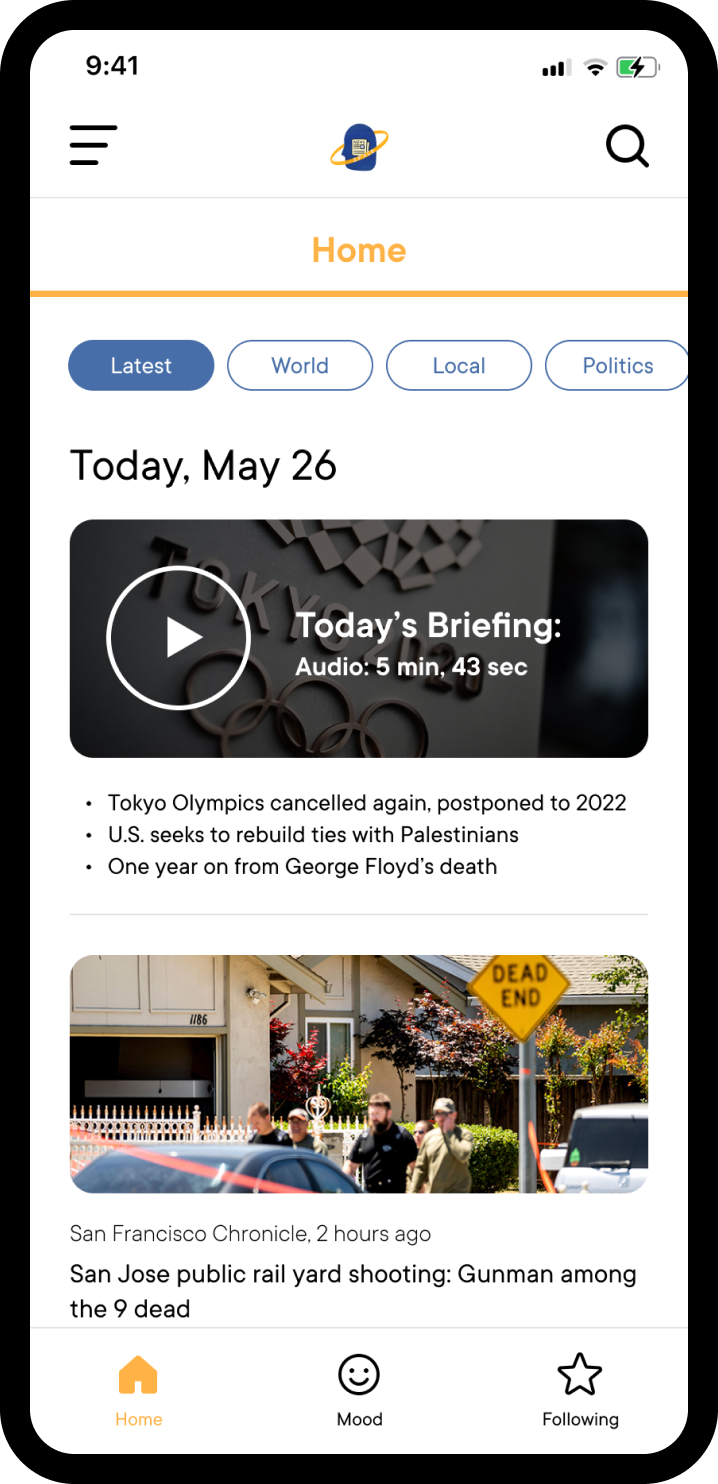 9:41
Home
Latest
World
Local
Politics
Today, May 26
TOKYO 2020
Today’s Briefing:
Audio: 5 min, 43 sec
• Tokyo Olympics cancelled again, postponed to 2022
• U.S. seeks to rebuild ties with Palestinians
• One year on from George Floyd’s death
DEAD
END
1186
San Francisco Chronicle, 2 hours ago
San Jose public rail yard shooting: Gunman among
the 9 dead
Home
Mood
Following